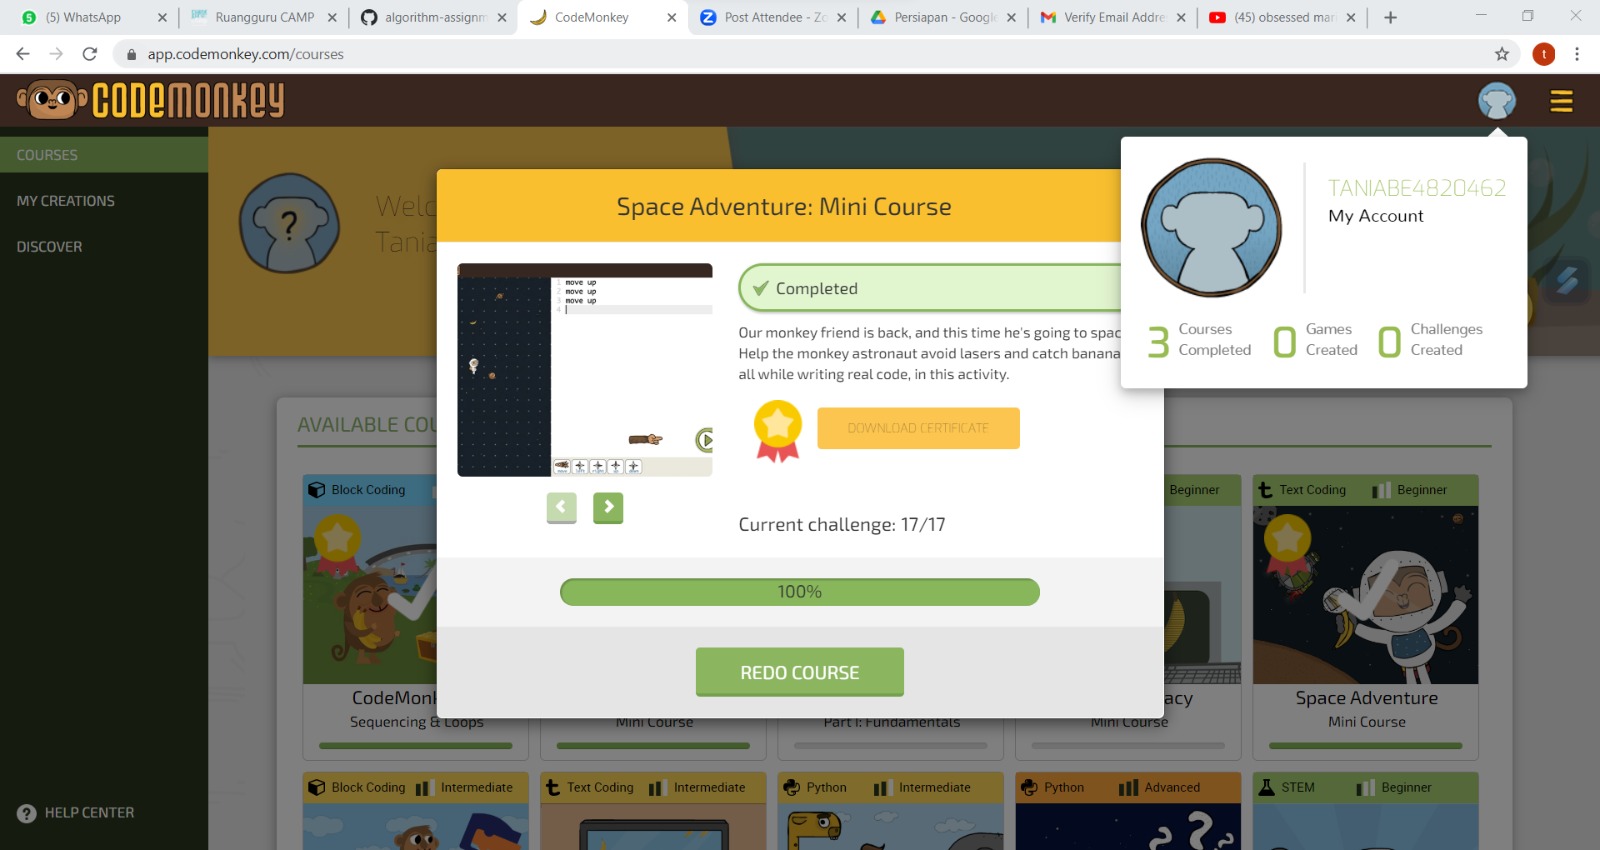 (5) WhatsApp
Ruangguru CAMP
algorithm-assignm
CodeMonkey
Post Attendee - Zo
Persiapan - Google
Verify Email Addre
(45) obsessed mar
app.codemonkey.com/courses
t
CODEMONKEY
COURSES
MY CREATIONS
DISCOVER
HELP CENTER
Welc
Tania
?
Space Adventure: Mini Course
1 move up
2 move up
3 move up
4
Completed
Our monkey friend is back, and this time he's going to spac
Help the monkey astronaut avoid lasers and catch banana
all while writing real code, in this activity.
DOWNLOAD CERTIFICATE
Current challenge: 17/17
100%
REDO COURSE
TANIABE4820462
My Account
3 Courses Completed
0 Games Created
0 Challenges Created
AVAILABLE COU
Block Coding
Beginner
Text Coding Beginner
CodeMonk
Sequencing & Loops
Mini Course
Part 1: Fundamentals
acy
Mini Course
Space Adventure
Mini Course
Block Coding Intermediate
Text Coding Intermediate
Python Intermediate
Python Advanced
STEM Beginner